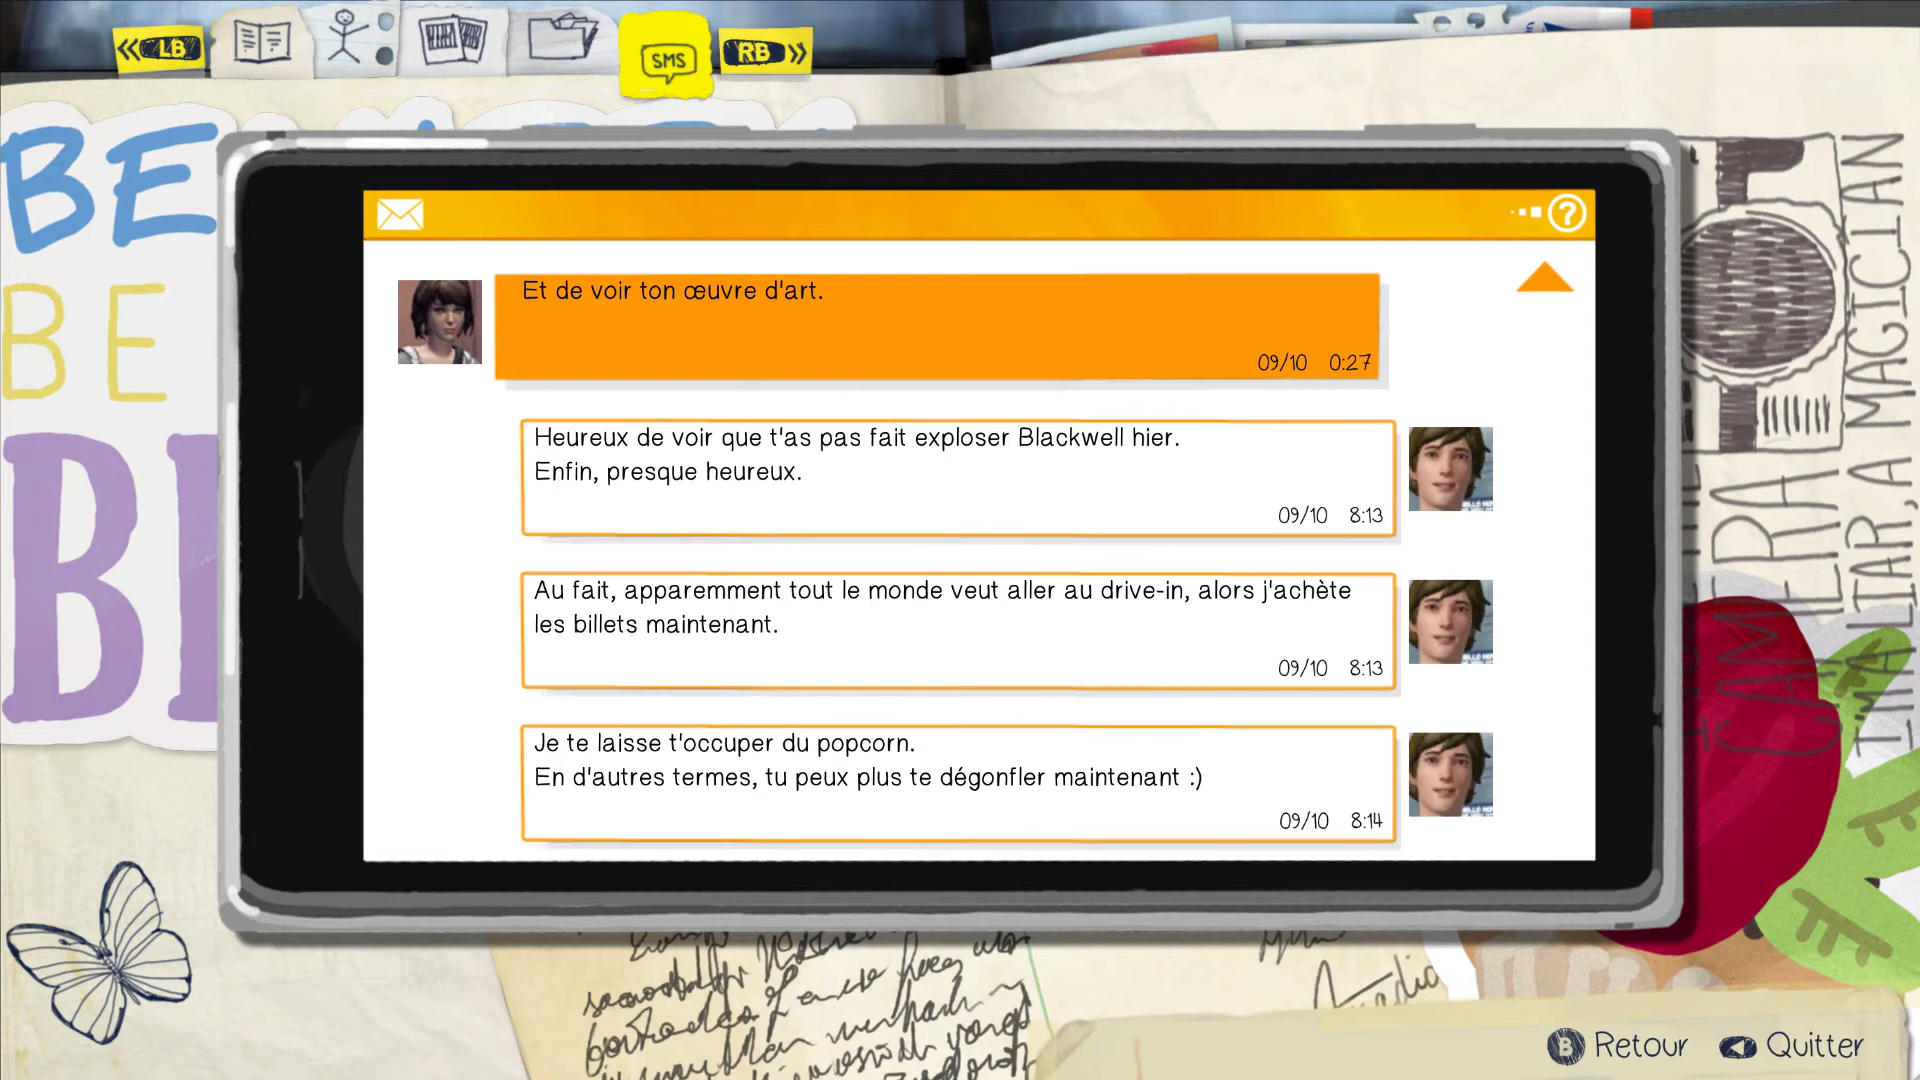 LB
SMS
RB
BE
BE
BE
Et de voir ton œuvre d'art.
09/10 0:27
Heureux de voir que t'as pas fait exploser Blackwell hier.
Enfin, presque heureux.
09/10 8:13
Au fait, apparemment tout le monde veut aller au drive-in, alors j'achète
les billets maintenant.
09/10 8:13
Je te laisse t'occuper du popcorn.
En d'autres termes, tu peux plus te dégonfler maintenant :)
09/10 8:14
CAMERA
LIAR, A MAGICIAN
B Retour
Quitter